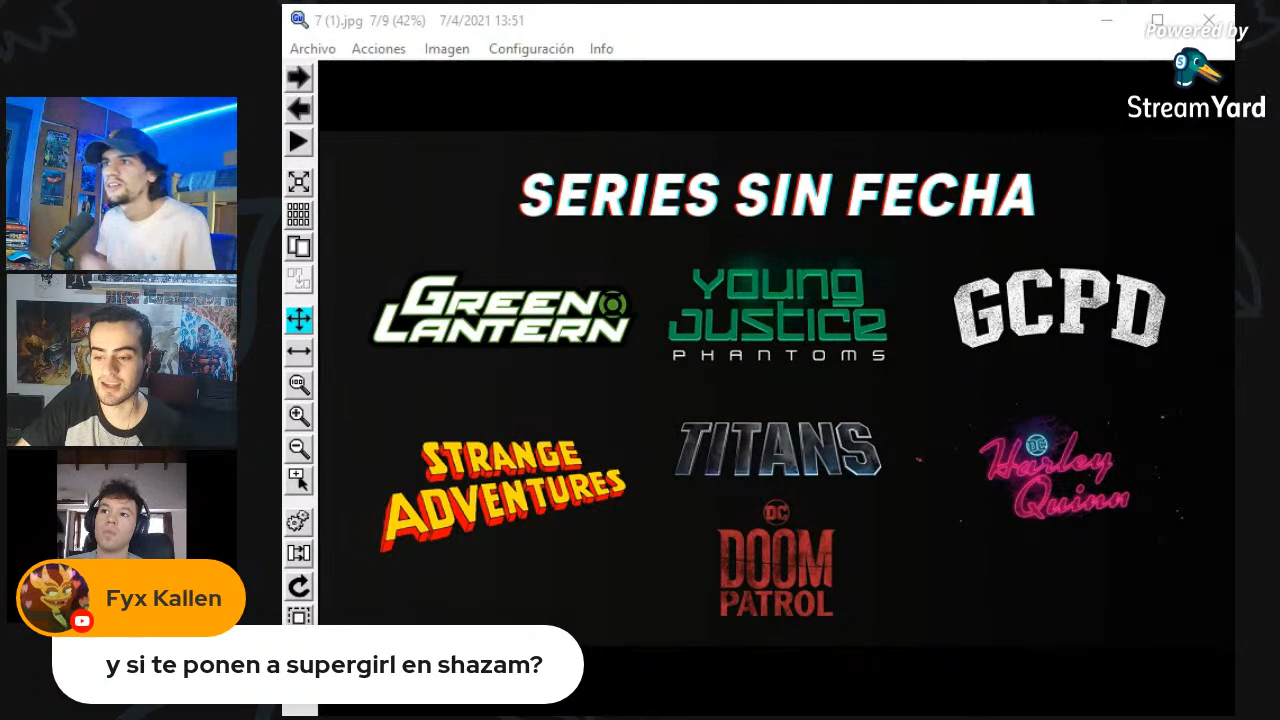 7 (1).jpg 7/9 (42%) 7/4/2021 13:51
Archivo Acciones Imagen Configuración Info
Powered by
StreamYard
SERIES SIN FECHA
GREEN LANTERN
YOUNG JUSTICE
PHANTOMS
GCPD
STRANGE ADVENTURES
TITANS
DC
Harley Quinn
DC
DOOM PATROL
100
Fyx Kallen
y si te ponen a supergirl en shazam?